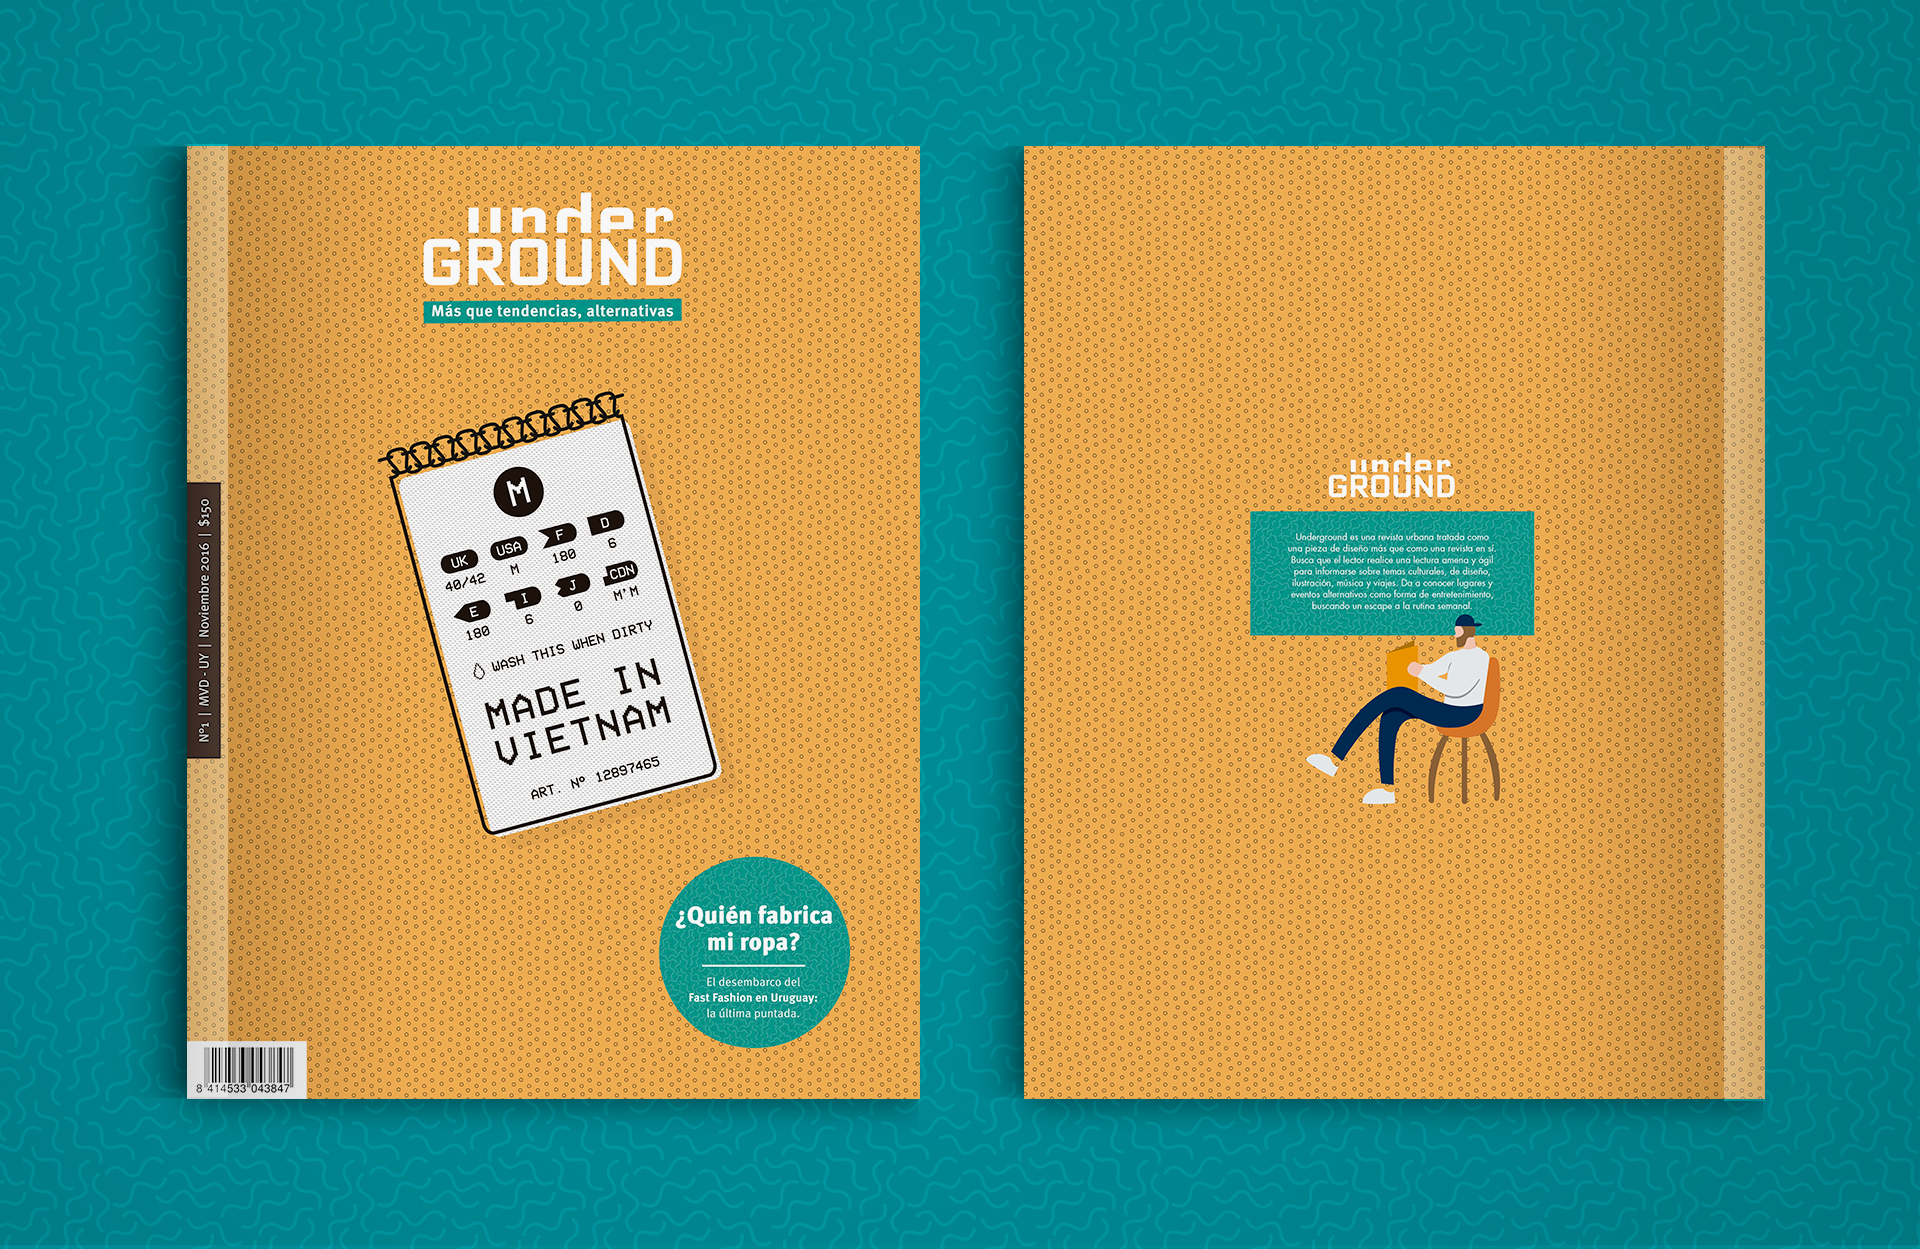 under
GROUND
Más que tendencias, alternativas
M
UK USA F D
40/42 M 180 6
E I J CDN
180 6 0 M'M
WASH THIS WHEN DIRTY
MADE IN
VIETNAM
ART. Nº 12897465
Nº1 | MVD - UY | Noviembre 2016 | $150
¿Quién fabrica
mi ropa?
El desembarco del
Fast Fashion en Uruguay:
la última puntada.
8 414533 043847
under
GROUND
Underground es una revista urbana tratada como
una pieza de diseño más que como una revista en sí.
Busca que el lector realice una lectura amena y ágil
para informarse sobre temas culturales, de diseño,
ilustración, música y viajes. Da a conocer lugares y
eventos alternativos como forma de entretenimiento,
buscando un escape a la rutina semanal.